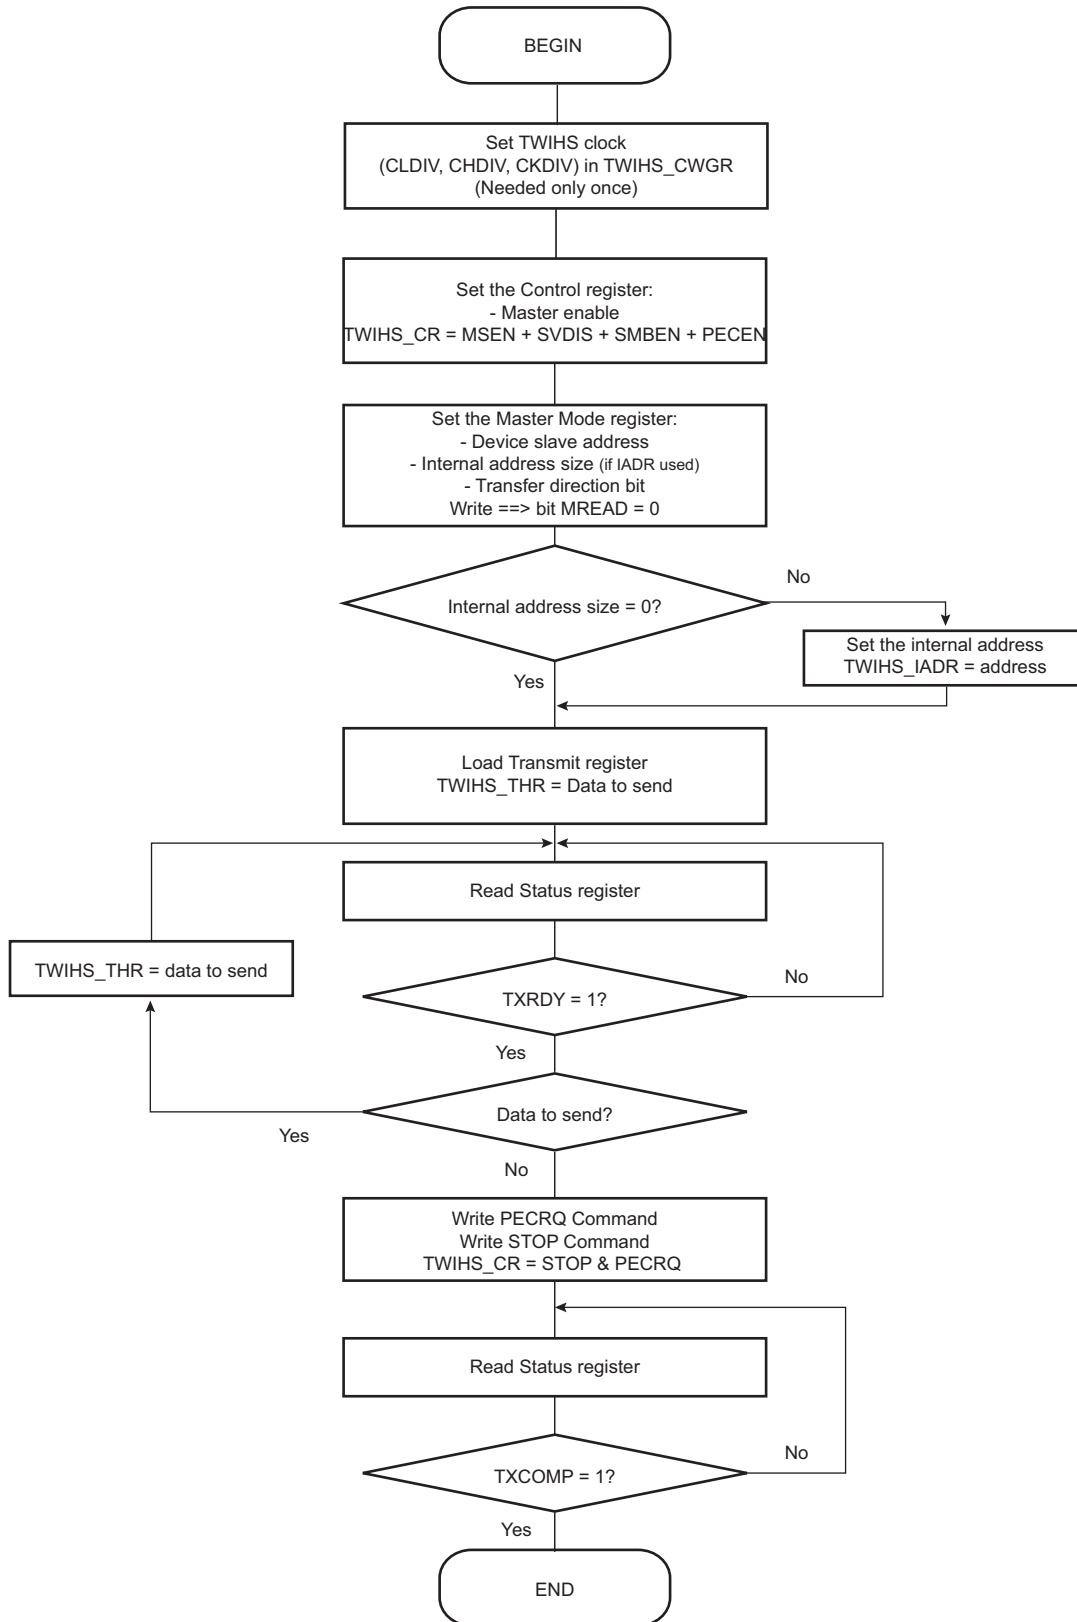 BEGIN
Set TWIHS clock
(CLDIV, CHDIV, CKDIV) in TWIHS_CWGR
(Needed only once)
Set the Control register:
- Master enable
TWIHS_CR = MSEN + SVDIS + SMBEN + PECEN
Set the Master Mode register:
- Device slave address
- Internal address size (if IADR used)
- Transfer direction bit
Write ==> bit MREAD = 0
No
Internal address size = 0?
Set the internal address
TWIHS_IADR = address
Yes
Load Transmit register
TWIHS_THR = Data to send
Read Status register
TWIHS_THR = data to send
No
TXRDY = 1?
Yes
Data to send?
Yes
No
Write PECRQ Command
Write STOP Command
TWIHS_CR = STOP & PECRQ
Read Status register
No
TXCOMP = 1?
Yes
END